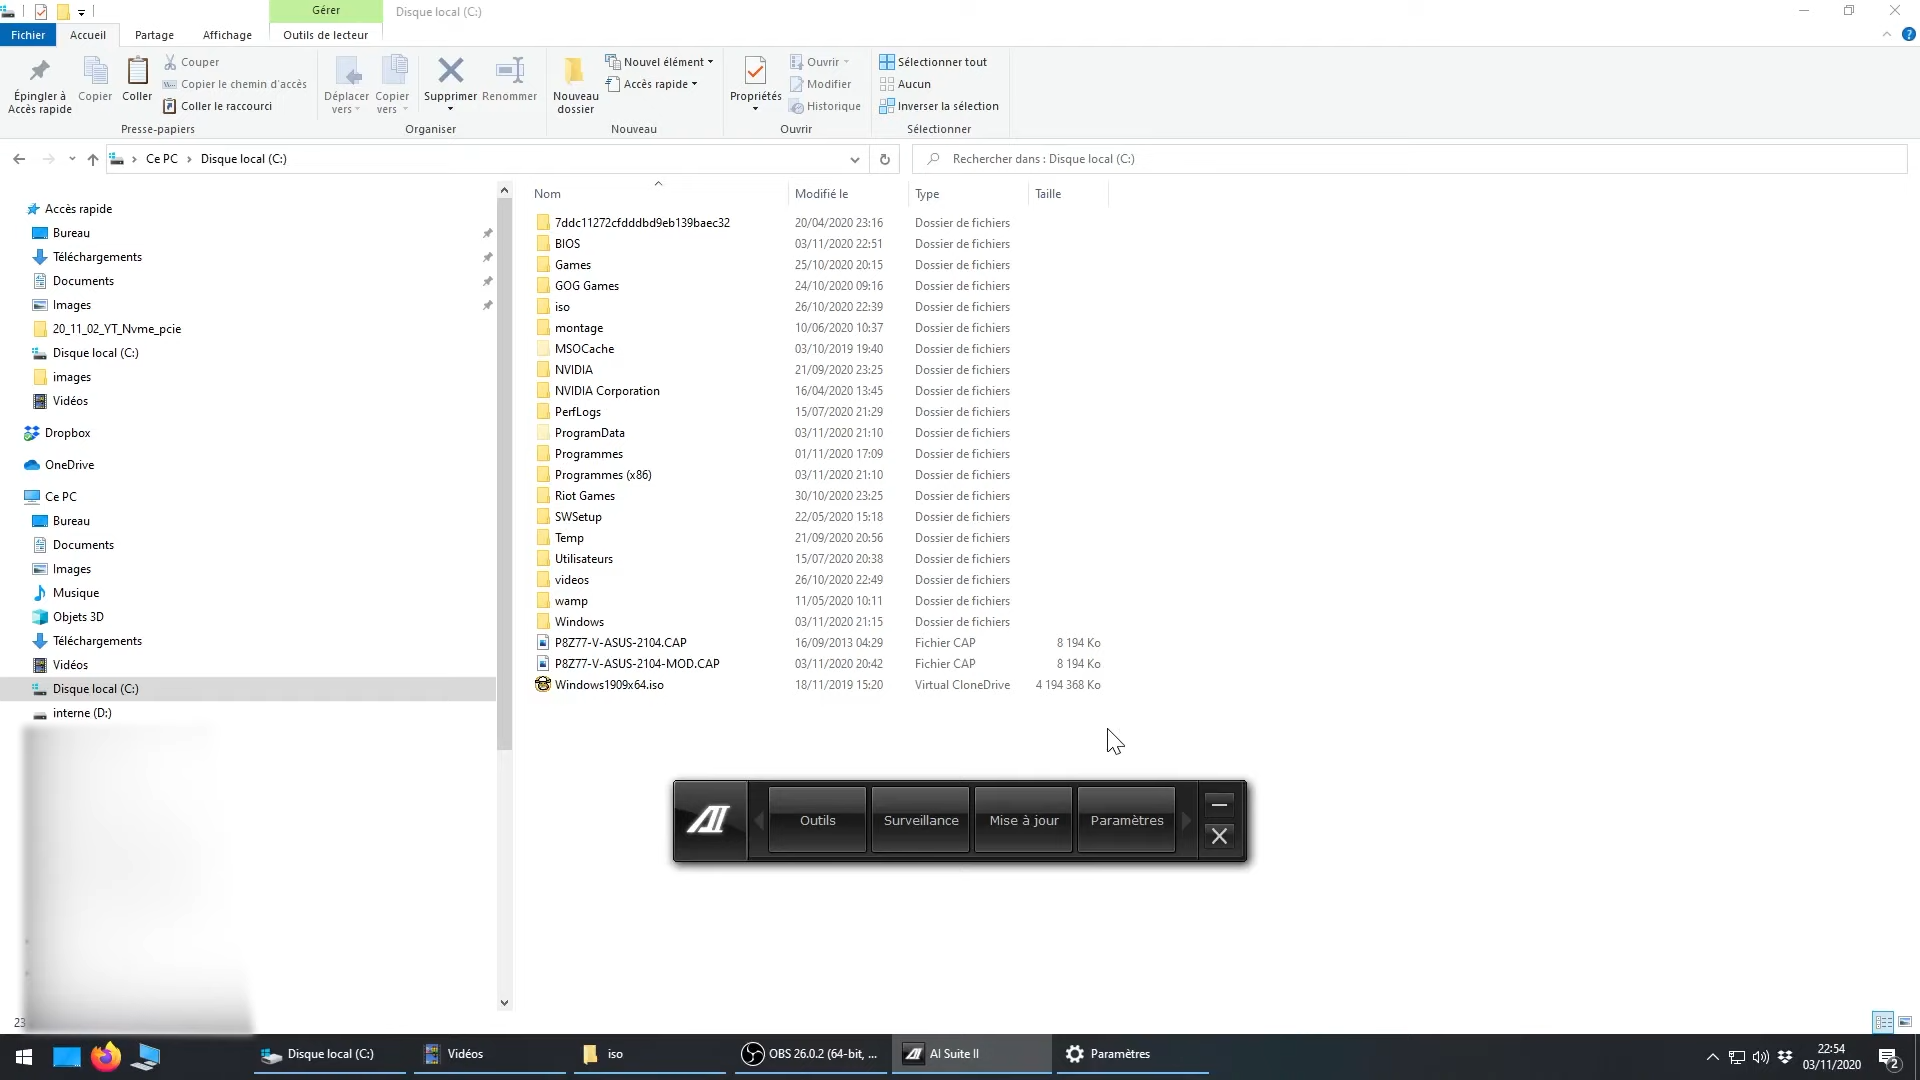 Gérer
Disque local (C:)
Fichier
Accueil
Partage
Affichage
Outils de lecteur
Épingler à
Accès rapide
Copier
Coller
Couper
Copier le chemin d'accès
Coller le raccourci
Presse-papiers
Déplacer
vers
Copier
vers
Supprimer
Renommer
Organiser
Nouveau
dossier
Nouvel élément
Accès rapide
Nouveau
Propriétés
Ouvrir
Modifier
Historique
Ouvrir
Sélectionner tout
Aucun
Inverser la sélection
Sélectionner
Ce PC
Disque local (C:)
Rechercher dans : Disque local (C:)
Accès rapide
Bureau
Téléchargements
Documents
Images
20_11_02_YT_Nvme_pcie
Disque local (C:)
images
Vidéos
Dropbox
OneDrive
Ce PC
Bureau
Documents
Images
Musique
Objets 3D
Téléchargements
Vidéos
Disque local (C:)
interne (D:)
23
Nom Modifié le Type Taille
7ddc11272cfdddbd9eb139baec32 20/04/2020 23:16 Dossier de fichiers
BIOS 03/11/2020 22:51 Dossier de fichiers
Games 25/10/2020 20:15 Dossier de fichiers
GOG Games 24/10/2020 09:16 Dossier de fichiers
iso 26/10/2020 22:39 Dossier de fichiers
montage 10/06/2020 10:37 Dossier de fichiers
MSOCache 03/10/2019 19:40 Dossier de fichiers
NVIDIA 21/09/2020 23:25 Dossier de fichiers
NVIDIA Corporation 16/04/2020 13:45 Dossier de fichiers
PerfLogs 15/07/2020 21:29 Dossier de fichiers
ProgramData 03/11/2020 21:10 Dossier de fichiers
Programmes 01/11/2020 17:09 Dossier de fichiers
Programmes (x86) 03/11/2020 21:10 Dossier de fichiers
Riot Games 30/10/2020 23:25 Dossier de fichiers
SWSetup 22/05/2020 15:18 Dossier de fichiers
Temp 21/09/2020 20:56 Dossier de fichiers
Utilisateurs 15/07/2020 20:38 Dossier de fichiers
videos 26/10/2020 22:49 Dossier de fichiers
wamp 11/05/2020 10:11 Dossier de fichiers
Windows 03/11/2020 21:15 Dossier de fichiers
P8Z77-V-ASUS-2104.CAP 16/09/2013 04:29 Fichier CAP 8 194 Ko
P8Z77-V-ASUS-2104-MOD.CAP 03/11/2020 20:42 Fichier CAP 8 194 Ko
Windows1909x64.iso 18/11/2019 15:20 Virtual CloneDrive 4 194 368 Ko
Outils
Surveillance
Mise à jour
Paramètres
Disque local (C:)
Vidéos
iso
OBS 26.0.2 (64-bit, ...
AI Suite II
Paramètres
22:54
03/11/2020
2